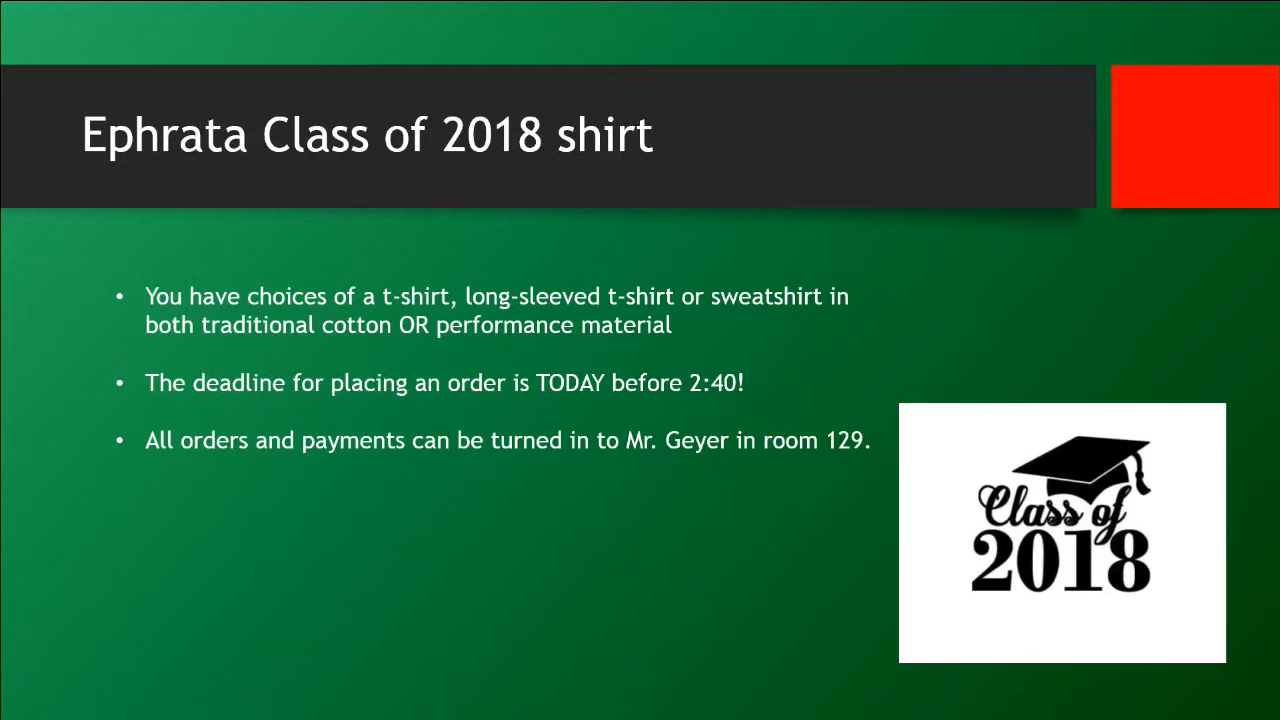 Ephrata Class of 2018 shirt
• You have choices of a t-shirt, long-sleeved t-shirt or sweatshirt in
both traditional cotton OR performance material
• The deadline for placing an order is TODAY before 2:40!
• All orders and payments can be turned in to Mr. Geyer in room 129.
Class of
2018